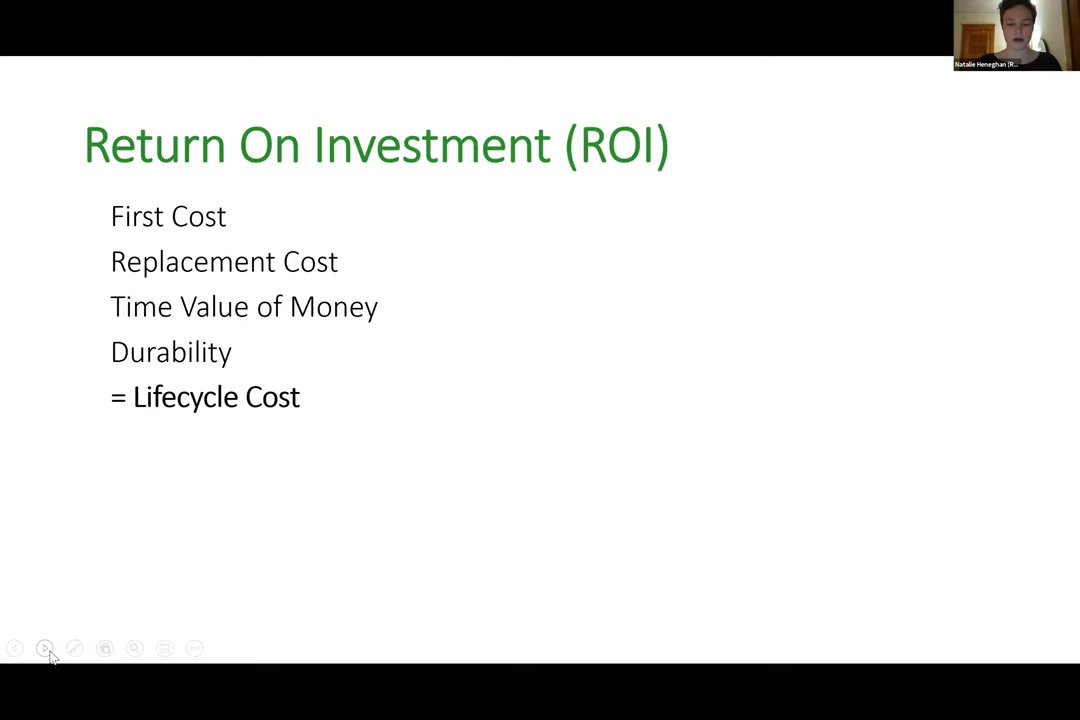 Natalie Heneghan (R...
Return On Investment (ROI)
First Cost
Replacement Cost
Time Value of Money
Durability
= Lifecycle Cost